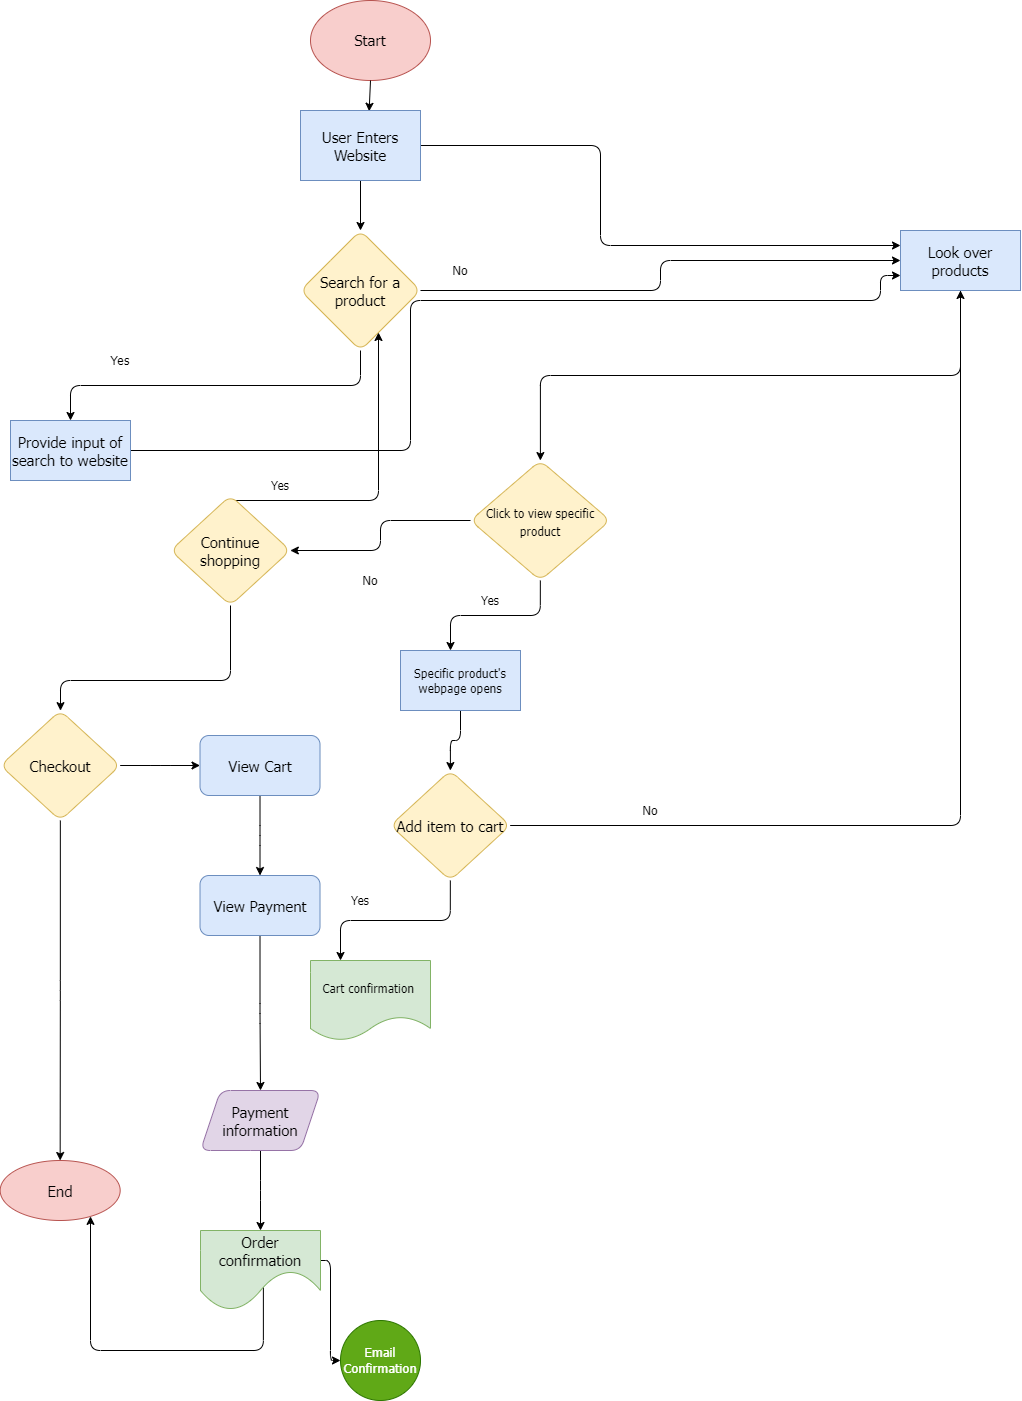 Start
User Enters
Website
Look over
products
No
Search for a
product
Yes
Provide input of
search to website
Yes
Click to view specific
product
Continue
shopping
No
Yes
Specific product's
webpage opens
Checkout
View Cart
No
Add item to cart
Yes
View Payment
Cart confirmation
Payment
information
End
Order
confirmation
Email
Confirmation